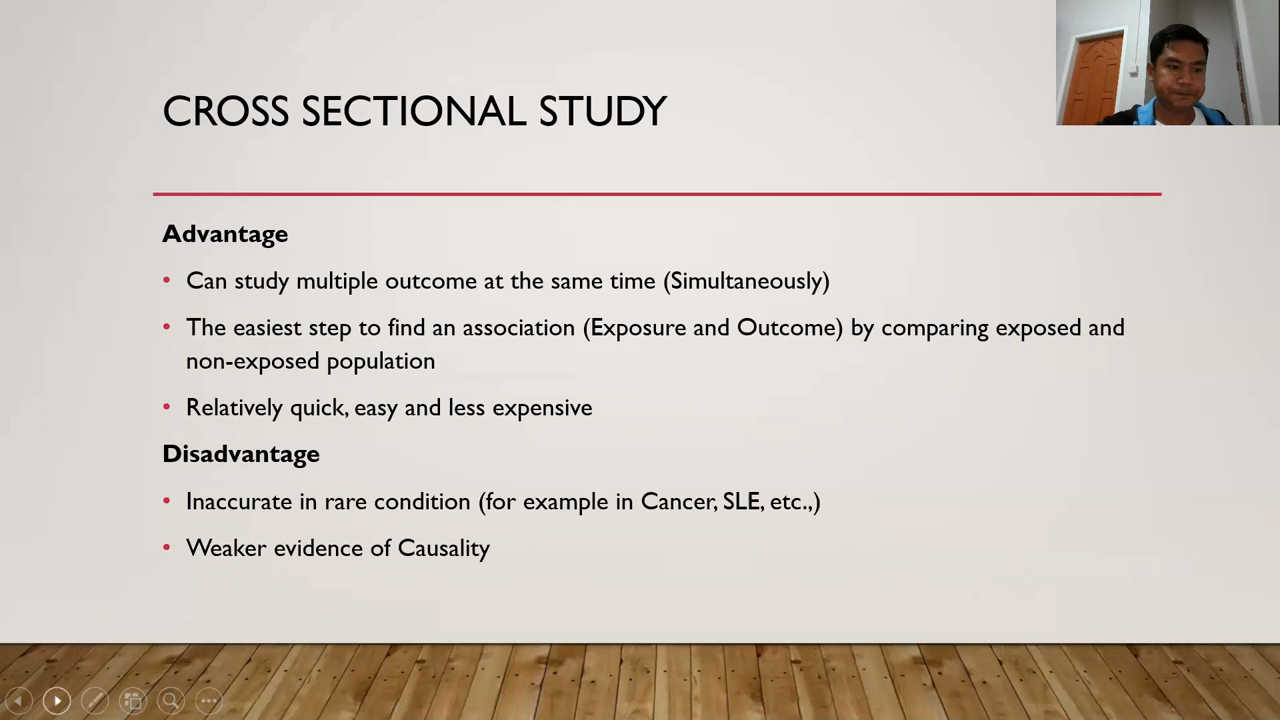 CROSS SECTIONAL STUDY
Advantage
• Can study multiple outcome at the same time (Simultaneously)
• The easiest step to find an association (Exposure and Outcome) by comparing exposed and
non-exposed population
• Relatively quick, easy and less expensive
Disadvantage
• Inaccurate in rare condition (for example in Cancer, SLE, etc.,)
• Weaker evidence of Causality